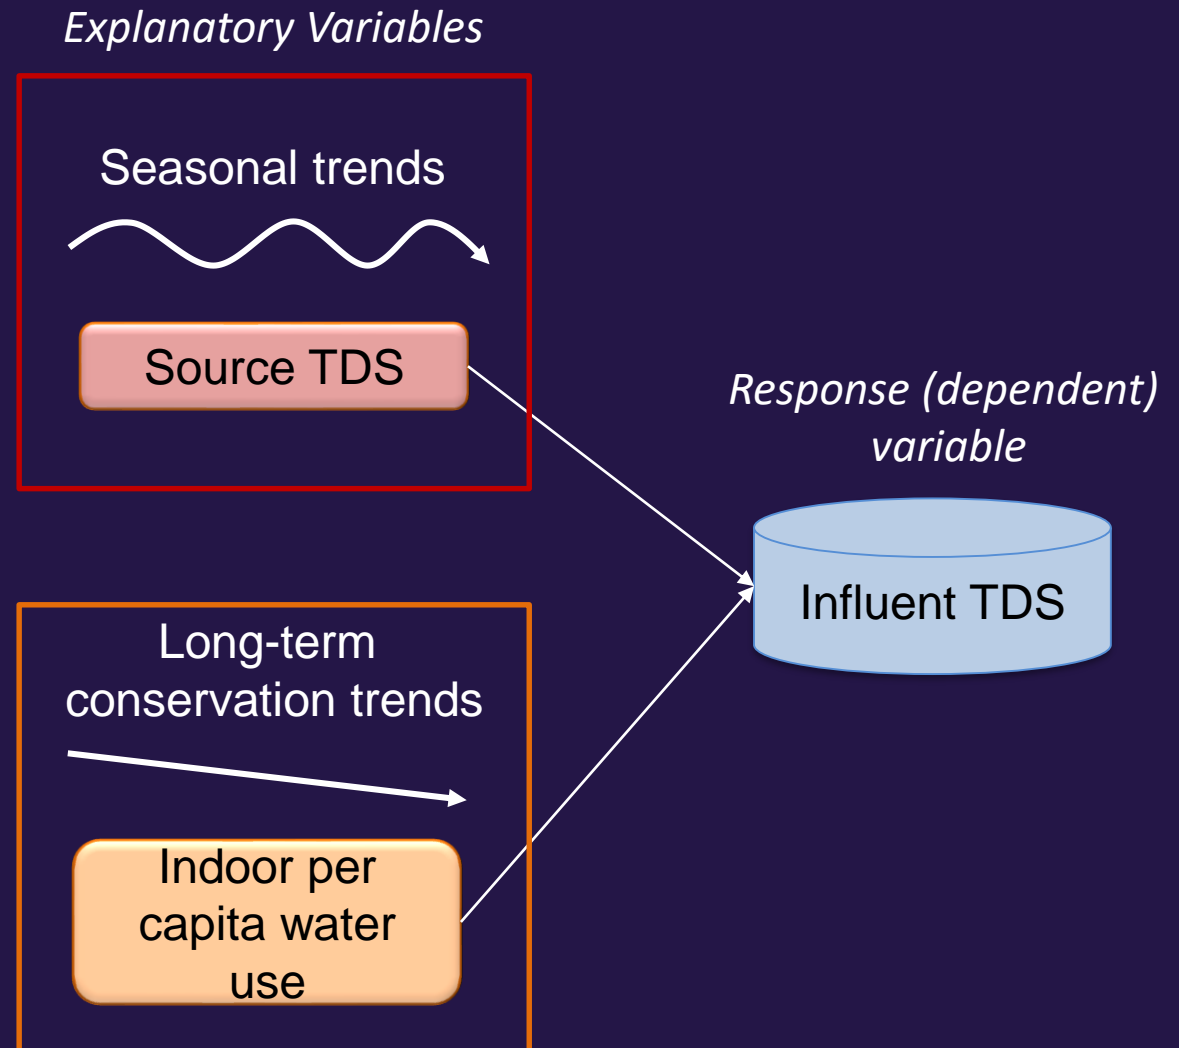 Explanatory Variables
Seasonal trends
Source TDS
Response (dependent)
variable
Influent TDS
Long-term
conservation trends
Indoor per
capita water
use